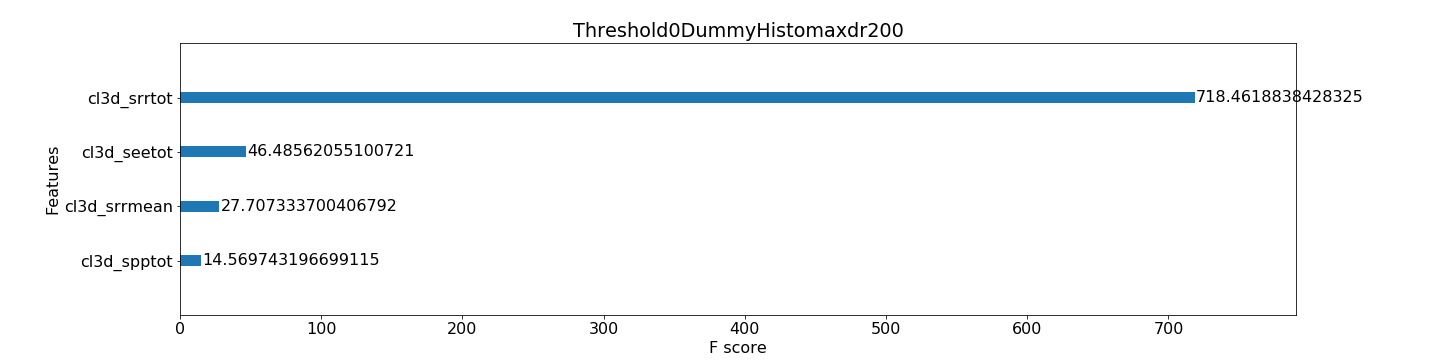 Threshold0DummyHistomaxdr200
cl3d_srrtot 718.4618838428325
cl3d_seetot 46.48562055100721
cl3d_srrmean 27.707333700406792
cl3d_spptot 14.569743196699115
Features
0 100 200 300 400 500 600 700
F score